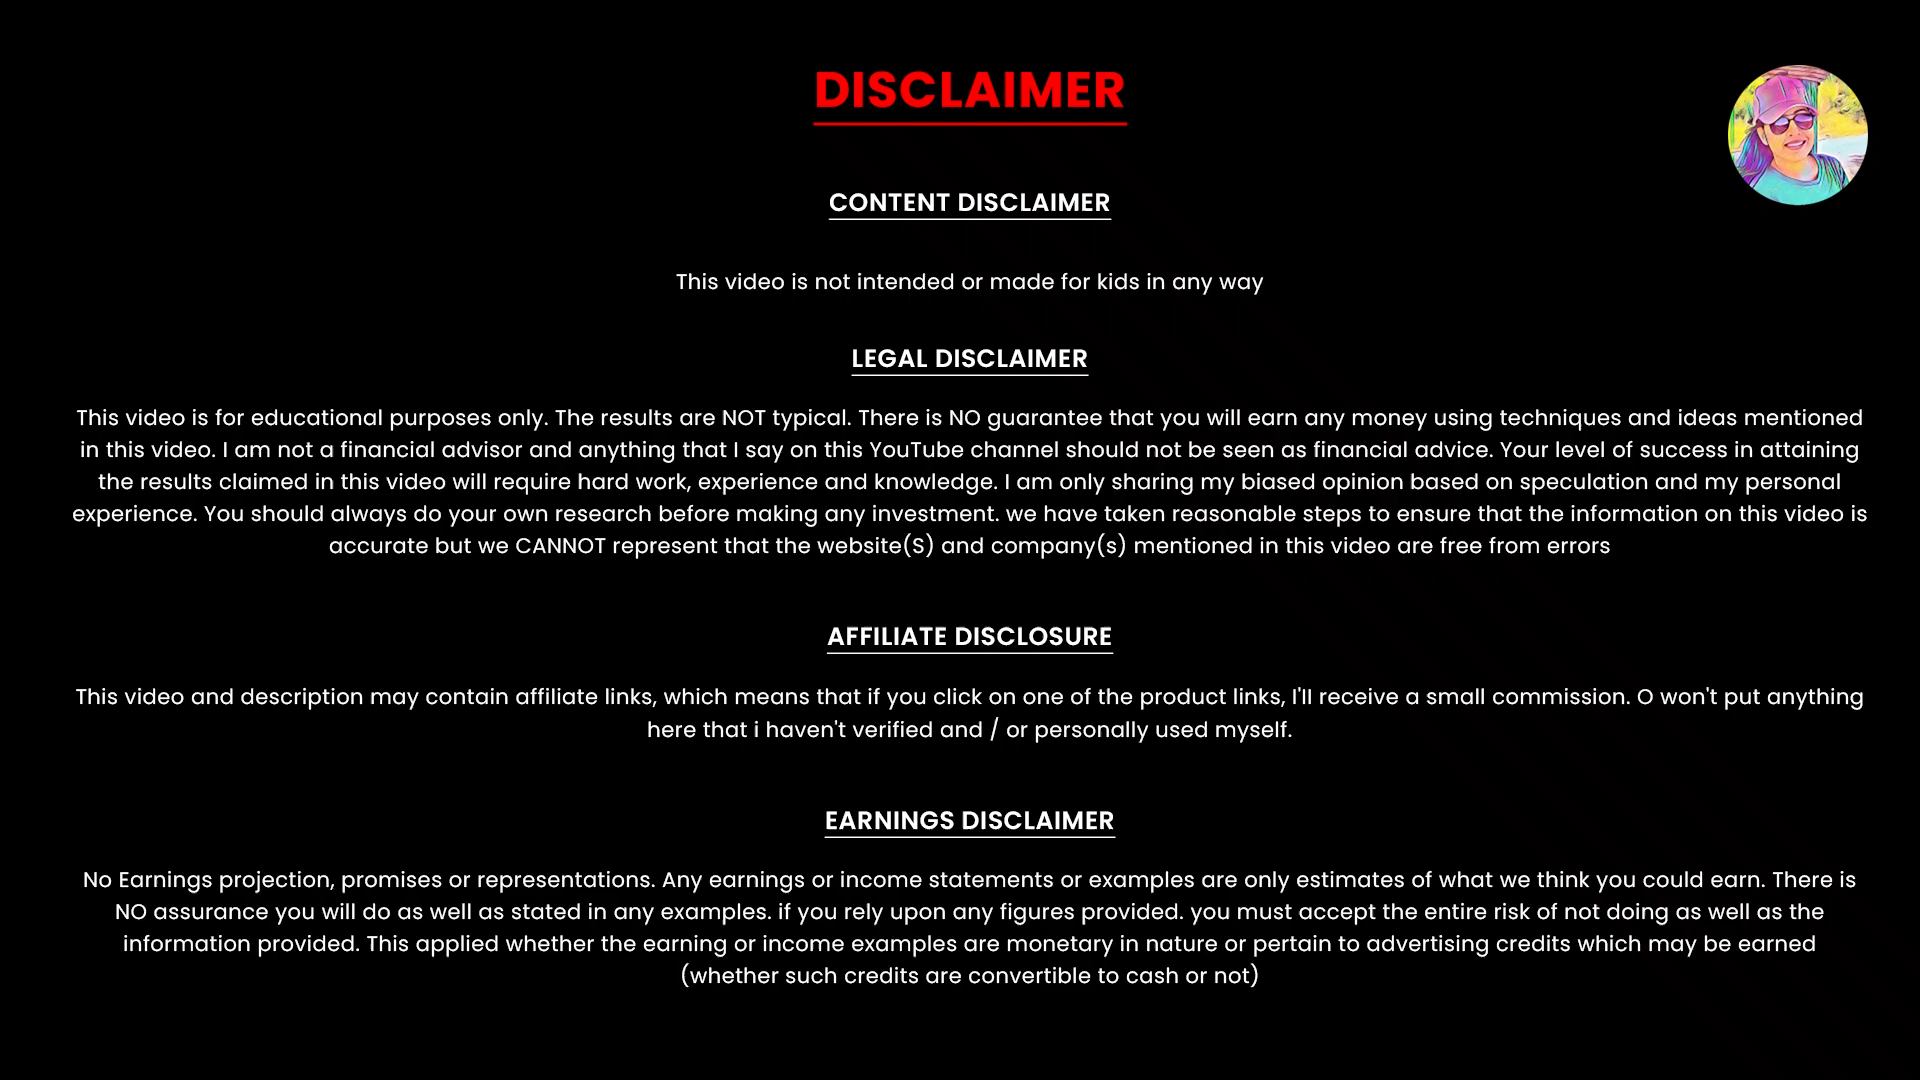 DISCLAIMER
CONTENT DISCLAIMER
This video is not intended or made for kids in any way
LEGAL DISCLAIMER
This video is for educational purposes only. The results are NOT typical. There is NO guarantee that you will earn any money using techniques and ideas mentioned
in this video. I am not a financial advisor and anything that I say on this YouTube channel should not be seen as financial advice. Your level of success in attaining
the results claimed in this video will require hard work, experience and knowledge. I am only sharing my biased opinion based on speculation and my personal
experience. You should always do your own research before making any investment. we have taken reasonable steps to ensure that the information on this video is
accurate but we CANNOT represent that the website(S) and company(s) mentioned in this video are free from errors
AFFILIATE DISCLOSURE
This video and description may contain affiliate links, which means that if you click on one of the product links, I'II receive a small commission. O won't put anything
here that i haven't verified and / or personally used myself.
EARNINGS DISCLAIMER
No Earnings projection, promises or representations. Any earnings or income statements or examples are only estimates of what we think you could earn. There is
NO assurance you will do as well as stated in any examples. if you rely upon any figures provided. you must accept the entire risk of not doing as well as the
information provided. This applied whether the earning or income examples are monetary in nature or pertain to advertising credits which may be earned
(whether such credits are convertible to cash or not)